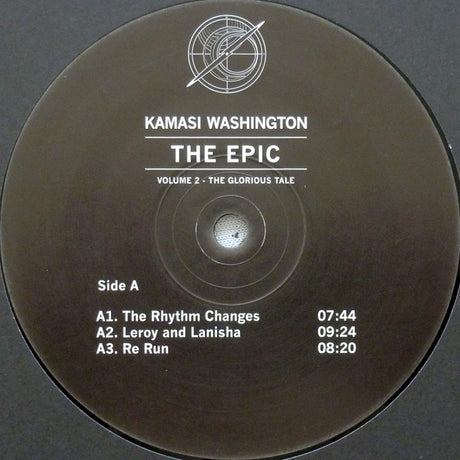 KAMASI WASHINGTON
THE EPIC
VOLUME 2 - THE GLORIOUS TALE
Side A
A1. The Rhythm Changes 07:44
A2. Leroy and Lanisha 09:24
A3. Re Run 08:20